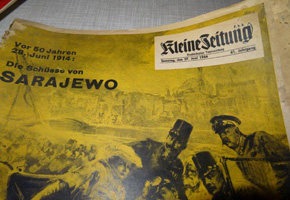 Vor 50 Jahren
28. Juni 1914:
Die Schüsse von
SARAJEWO
Kleine Zeitung